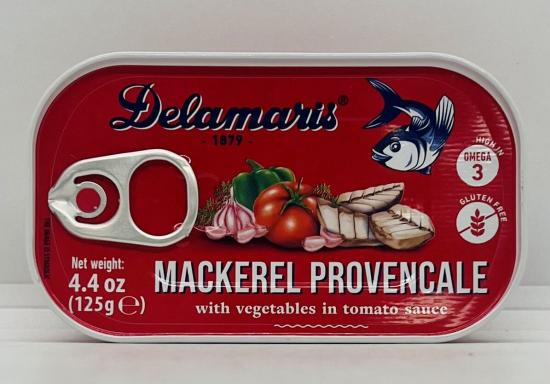 Delamaris®
- 1879 -
HIGH IN
OMEGA
3
GLUTEN FREE
Net weight:
4.4 oz
(125g ℮)
MACKEREL PROVENCALE
with vegetables in tomato sauce